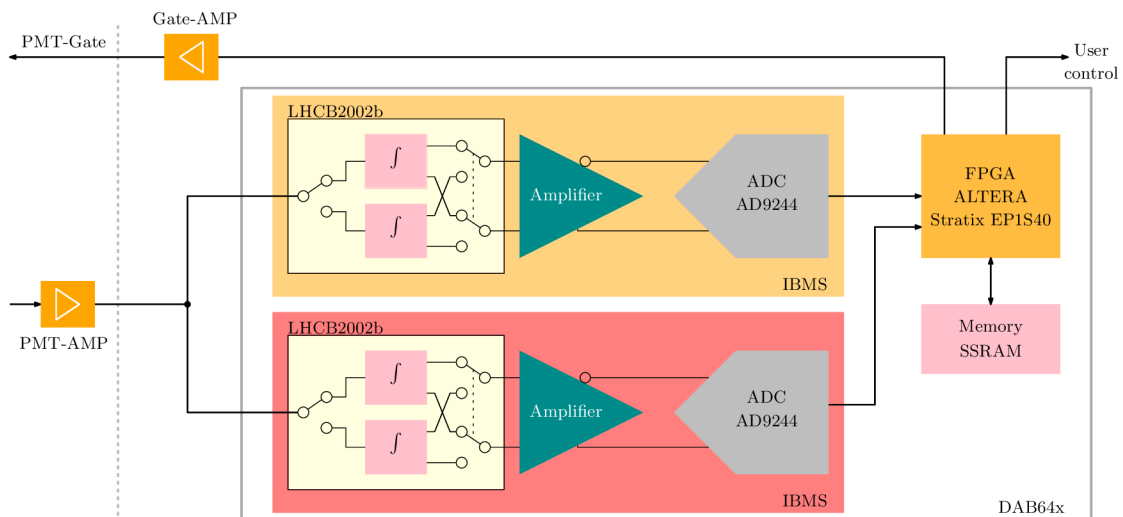 Gate-AMP
PMT-Gate
User
control
LHCB2002b
∫
∫
Amplifier
ADC
AD9244
IBMS
FPGA
ALTERA
Stratix EP1S40
PMT-AMP
Memory
SSRAM
LHCB2002b
∫
∫
Amplifier
ADC
AD9244
IBMS
DAB64x